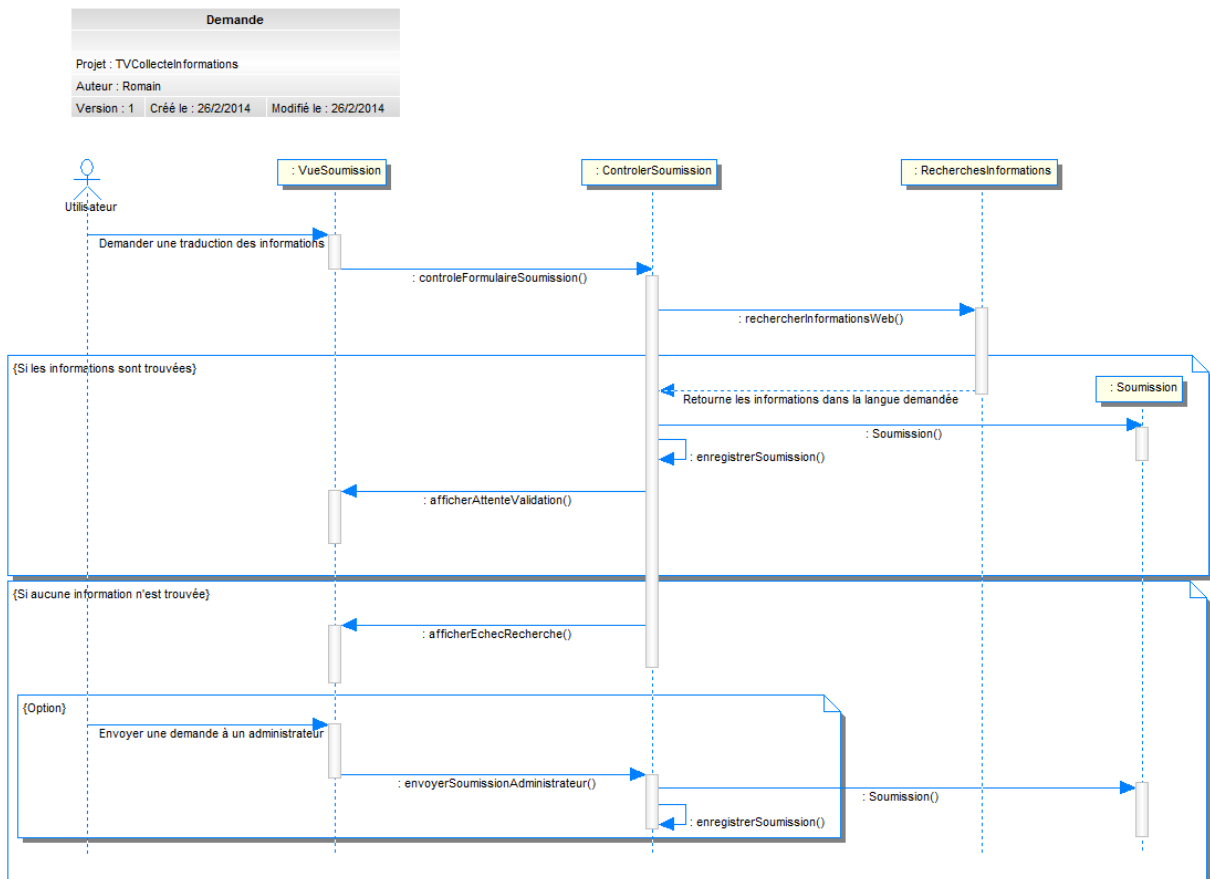 Demande
Projet : TVCollecteInformations
Auteur : Romain
Version : 1 Créé le : 26/2/2014 Modifié le : 26/2/2014
: VueSoumission
: ControlerSoumission
: RecherchesInformations
Utilisateur
Demander une traduction des informations
: controleFormulaireSoumission()
: rechercherInformationsWeb()
{Si les informations sont trouvées}
: Soumission
Retourne les informations dans la langue demandée
: Soumission()
: enregistrerSoumission()
: afficherAttenteValidation()
{Si aucune information n'est trouvée}
: afficherEchecRecherche()
{Option}
Envoyer une demande à un administrateur
: envoyerSoumissionAdministrateur()
: Soumission()
: enregistrerSoumission()